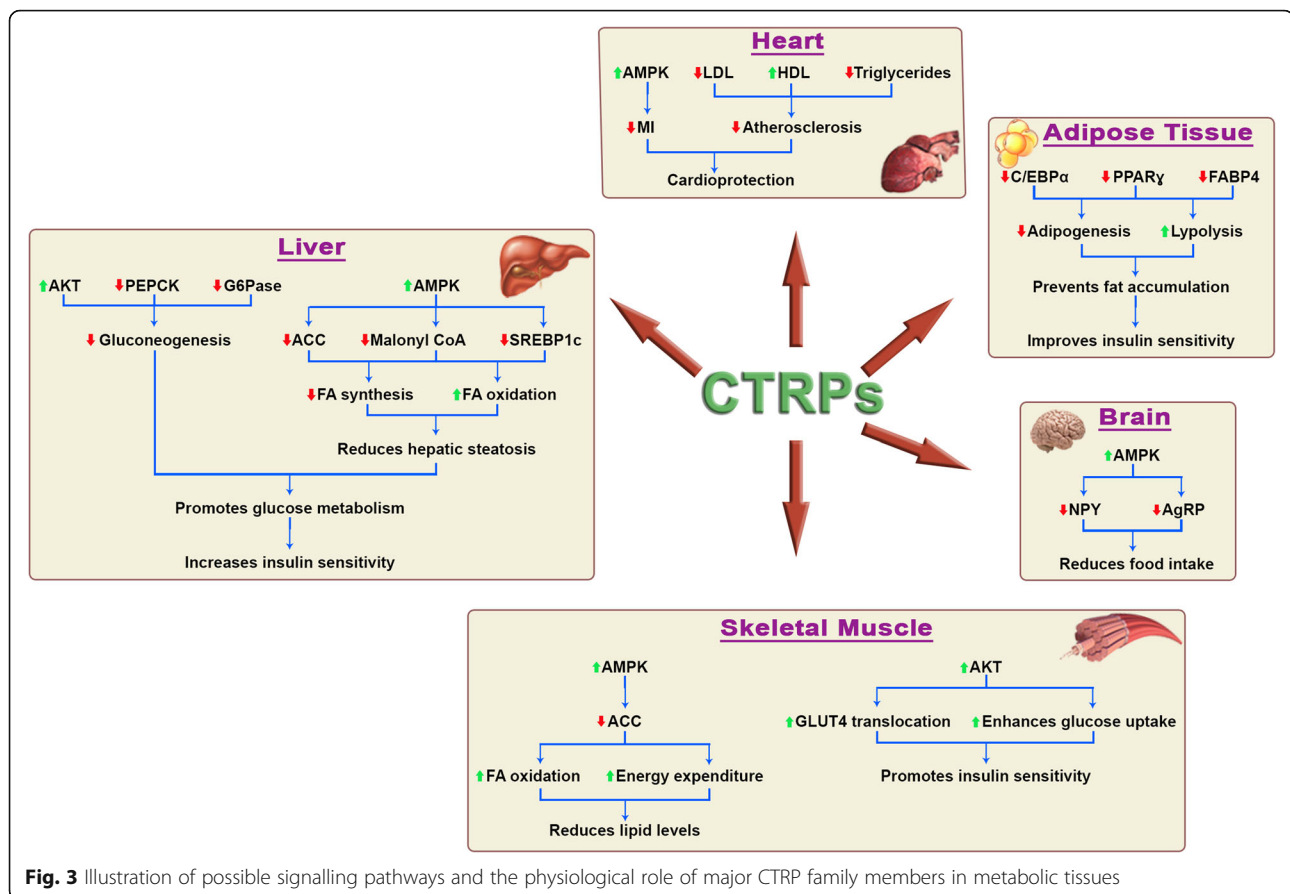 Heart
↑AMPK ↓LDL ↑HDL ↓Triglycerides
↓MI ↓Atherosclerosis
Cardioprotection
Adipose Tissue
↓C/EBPα ↓PPARɣ ↓FABP4
↓Adipogenesis ↑Lypolysis
Prevents fat accumulation
Improves insulin sensitivity
Liver
↑AKT ↓PEPCK ↓G6Pase ↑AMPK
↓Gluconeogenesis ↓ACC ↓Malonyl CoA ↓SREBP1c
↓FA synthesis ↑FA oxidation
Reduces hepatic steatosis
Promotes glucose metabolism
Increases insulin sensitivity
CTRPs
Brain
↑AMPK
↓NPY ↓AgRP
Reduces food intake
Skeletal Muscle
↑AMPK ↑AKT
↓ACC ↑GLUT4 translocation ↑Enhances glucose uptake
↑FA oxidation ↑Energy expenditure Promotes insulin sensitivity
Reduces lipid levels
Fig. 3 Illustration of possible signalling pathways and the physiological role of major CTRP family members in metabolic tissues